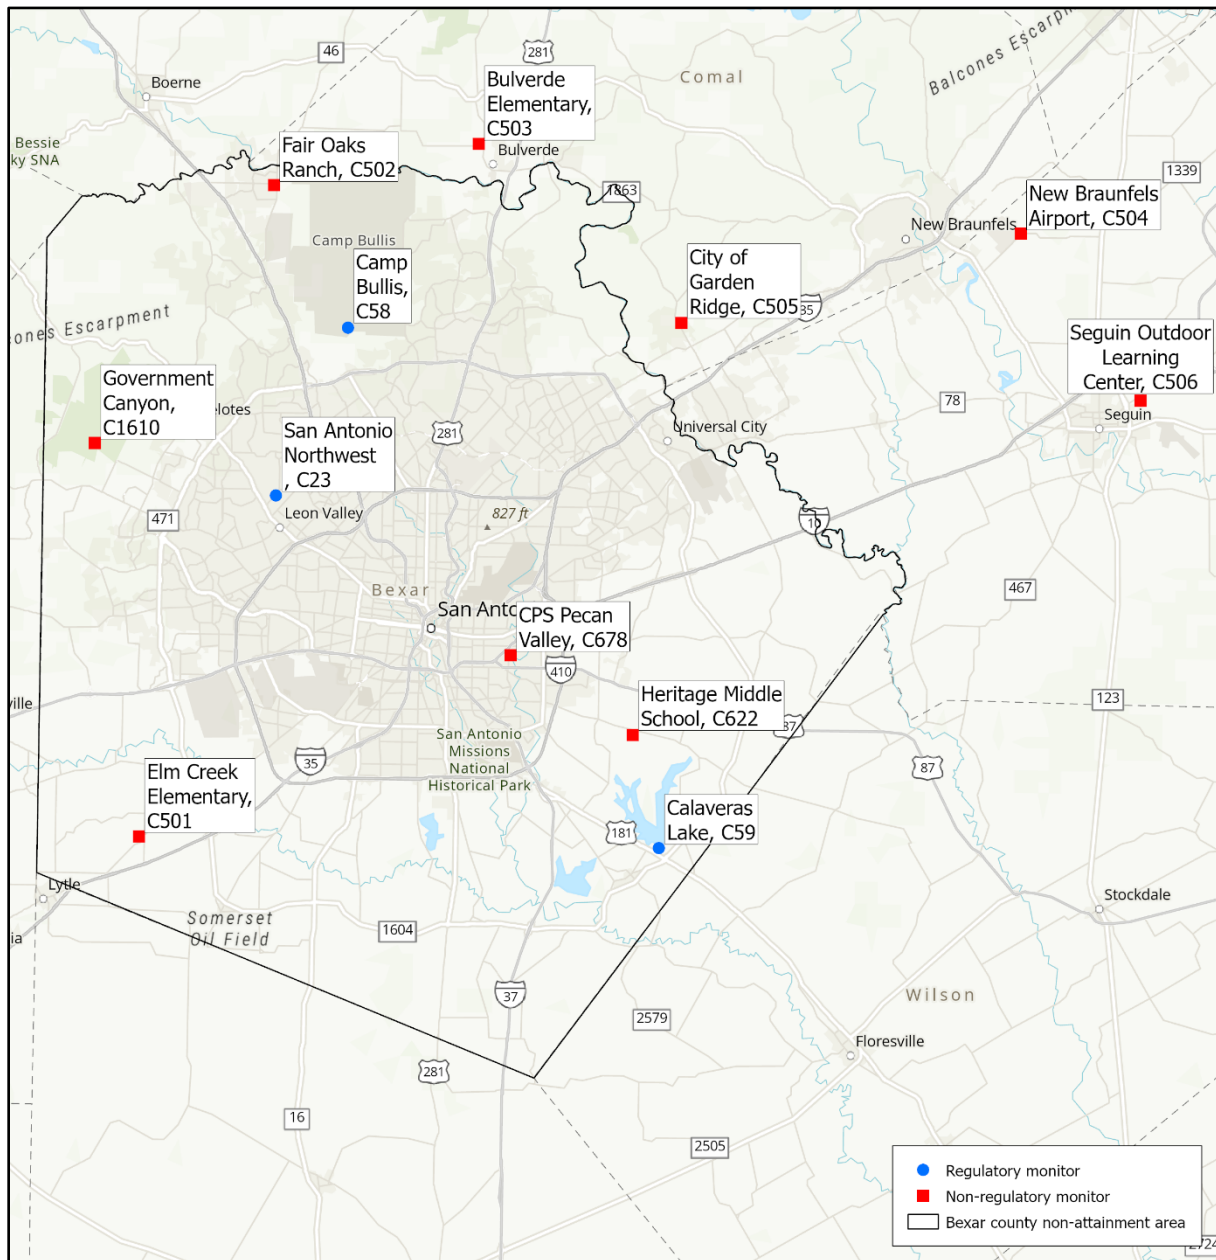 46
281
Balcones Escarp
Boerne
Comal
Bulverde
Elementary,
C503
Bessie
ky SNA
Fair Oaks
Ranch, C502
Bulverde
1863
1339
New Braunfels
Airport, C504
New Braunfels
Camp Bullis
Camp
Bullis,
C58
City of
Garden
Ridge, C505
35
ones Escarpment
Seguin Outdoor
Learning
Center, C506
Government
Canyon,
C1610
elotes
78
Seguin
San Antonio
Northwest
, C23
281
Universal City
827 ft
471
Leon Valley
10
Bexar
467
San Anto
CPS Pecan
Valley, C678
410
Heritage Middle
School, C622
123
ville
87
San Antonio
Missions
National
Historical Park
35
87
Elm Creek
Elementary,
C501
Calaveras
Lake, C59
181
Lytle
Stockdale
Somerset
Oil Field
1604
ia
37
Wilson
2579
Floresville
281
16
2505
Regulatory monitor
Non-regulatory monitor
Bexar county non-attainment area
2724